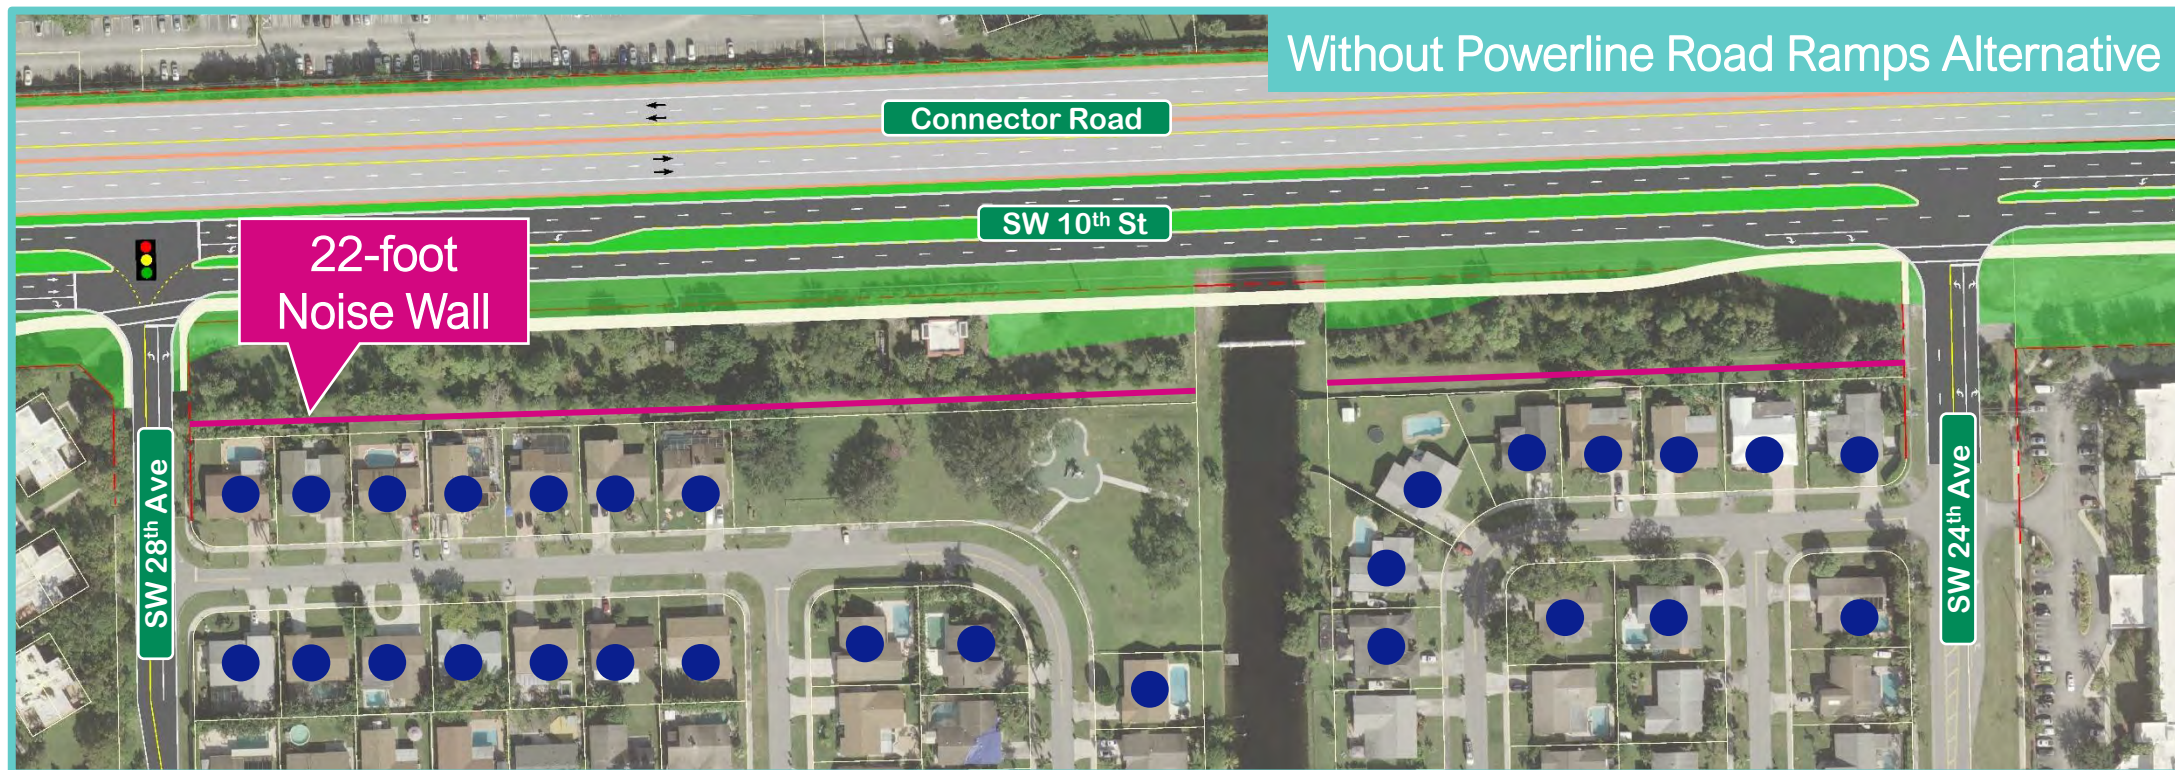 Without Powerline Road Ramps Alternative
Connector Road
SW 10th St
22-foot
Noise Wall
SW 28th Ave
SW 24th Ave